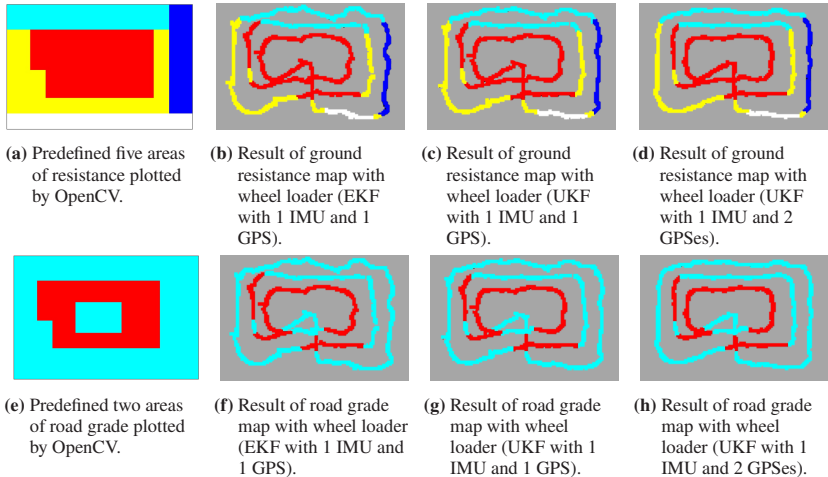 (a) Predefined five areas
of resistance plotted
by OpenCV.
(b) Result of ground
resistance map with
wheel loader (EKF
with 1 IMU and 1
GPS).
(c) Result of ground
resistance map with
wheel loader (UKF
with 1 IMU and 1
GPS).
(d) Result of ground
resistance map with
wheel loader (UKF
with 1 IMU and 2
GPSes).
(e) Predefined two areas
of road grade plotted
by OpenCV.
(f) Result of road grade
map with wheel loader
(EKF with 1 IMU and
1 GPS).
(g) Result of road grade
map with wheel
loader (UKF with 1
IMU and 1 GPS).
(h) Result of road grade
map with wheel
loader (UKF with 1
IMU and 2 GPSes).